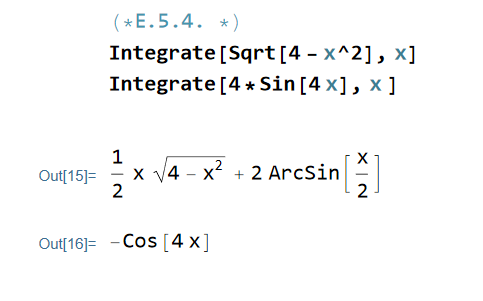 (*E.5.4. *)
Integrate[Sqrt[4 - x^2], x]
Integrate[4 * Sin[4 x], x ]
Out[15]= 1/2 x √(4 - x²) + 2 ArcSin[x/2]
Out[16]= -Cos[4 x]